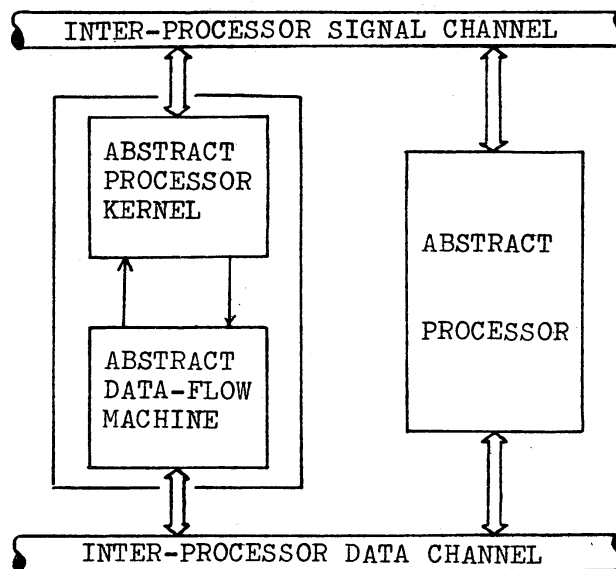 INTER-PROCESSOR SIGNAL CHANNEL
ABSTRACT
PROCESSOR
KERNEL
ABSTRACT
DATA-FLOW
MACHINE
ABSTRACT
PROCESSOR
INTER-PROCESSOR DATA CHANNEL